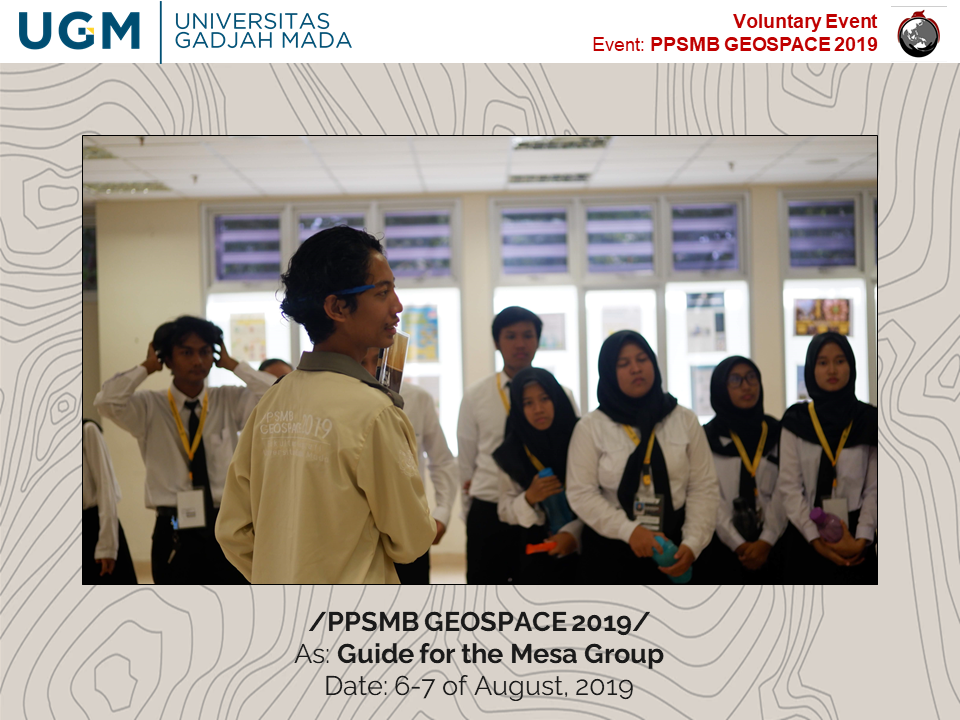 UGM
UNIVERSITAS
GADJAH MADA
Voluntary Event
Event: PPSMB GEOSPACE 2019
PPSMB
GEOSPACE 2019
/PPSMB GEOSPACE 2019/
As: Guide for the Mesa Group
Date: 6-7 of August, 2019